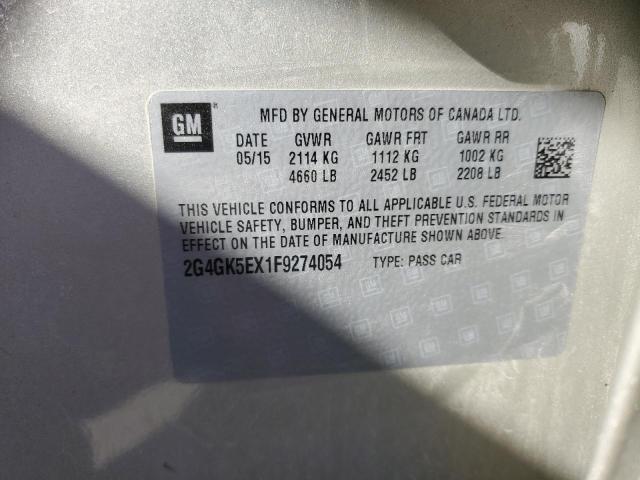 GM
MFD BY GENERAL MOTORS OF CANADA LTD.
DATE GVWR GAWR FRT GAWR RR
05/15 2114 KG 1112 KG 1002 KG
4660 LB 2452 LB 2208 LB
THIS VEHICLE CONFORMS TO ALL APPLICABLE U.S. FEDERAL MOTOR
VEHICLE SAFETY, BUMPER, AND THEFT PREVENTION STANDARDS IN
EFFECT ON THE DATE OF MANUFACTURE SHOWN ABOVE.
2G4GK5EX1F9274054 TYPE: PASS CAR